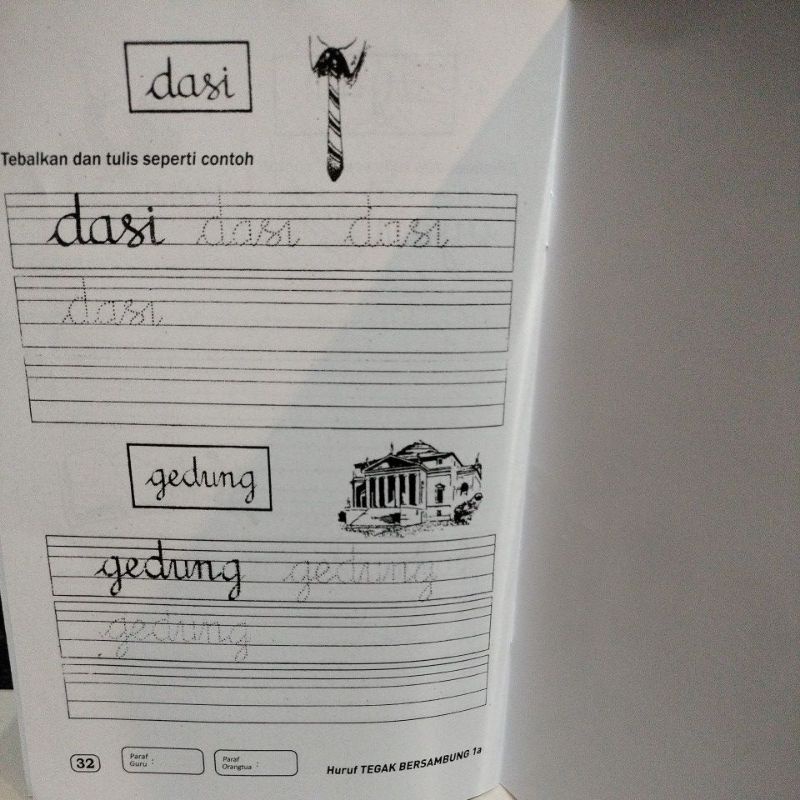 dasi
Tebalkan dan tulis seperti contoh
dasi dasi dasi
dasi
gedung
gedung gedung
gedung
32
Paraf
Guru :
Paraf
Orangtua :
Huruf TEGAK BERSAMBUNG 1a